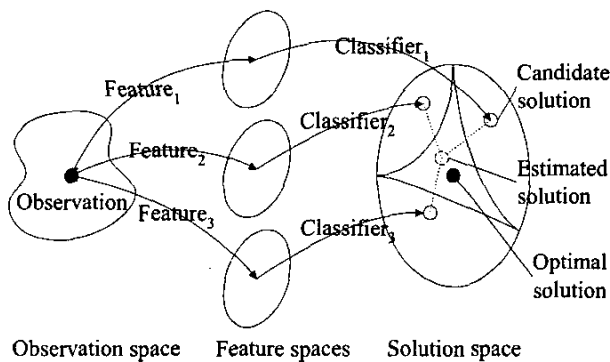 Feature1
Classifier1
Candidate
solution
Feature2
Classifier2
Observation
Estimated
solution
Feature3
Classifier3
Optimal
solution
Observation space Feature spaces Solution space